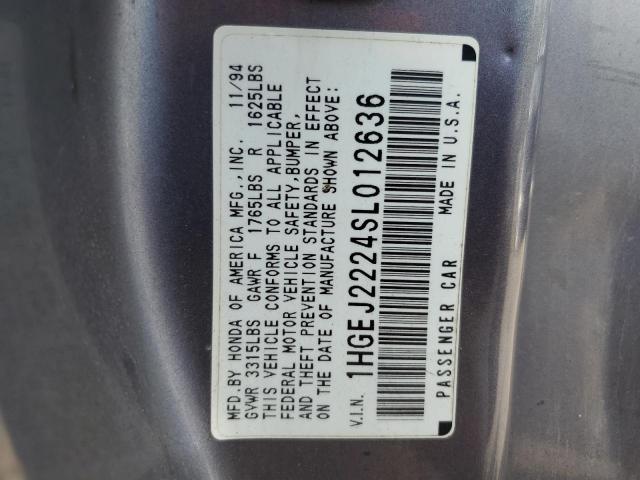 MFD.BY HONDA OF AMERICA MFG.,INC. 11/94
GVWR 3315LBS GAWR F 1765LBS R 1625LBS
THIS VEHICLE CONFORMS TO ALL APPLICABLE
FEDERAL MOTOR VEHICLE SAFETY,BUMPER,
AND THEFT PREVENTION STANDARDS IN EFFECT
ON THE DATE OF MANUFACTURE SHOWN ABOVE:
V.I.N. 1HGEJ2224SL012636
PASSENGER CAR MADE IN U.S.A.